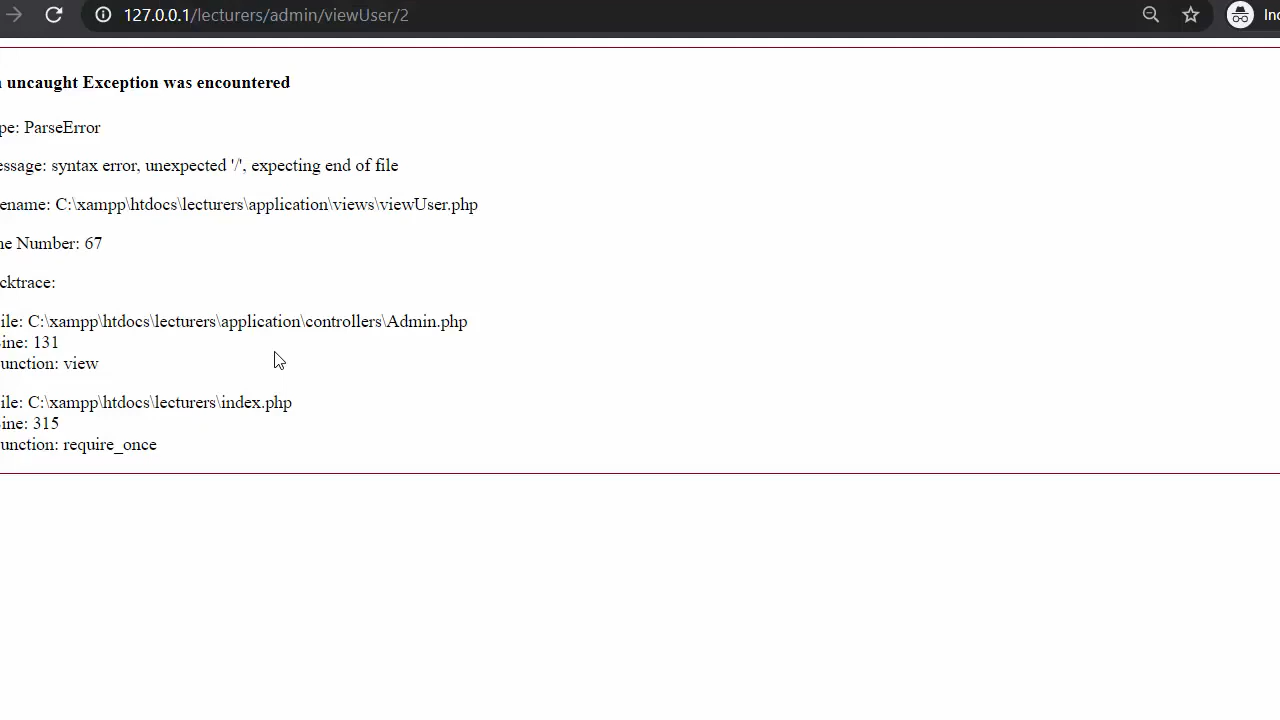 127.0.0.1/lecturers/admin/viewUser/2
uncaught Exception was encountered
pe: ParseError
essage: syntax error, unexpected '/', expecting end of file
ename: C:\xampp\htdocs\lecturers\application\views\viewUser.php
ne Number: 67
cktrace:
ile: C:\xampp\htdocs\lecturers\application\controllers\Admin.php
ine: 131
unction: view
ile: C:\xampp\htdocs\lecturers\index.php
ine: 315
unction: require_once